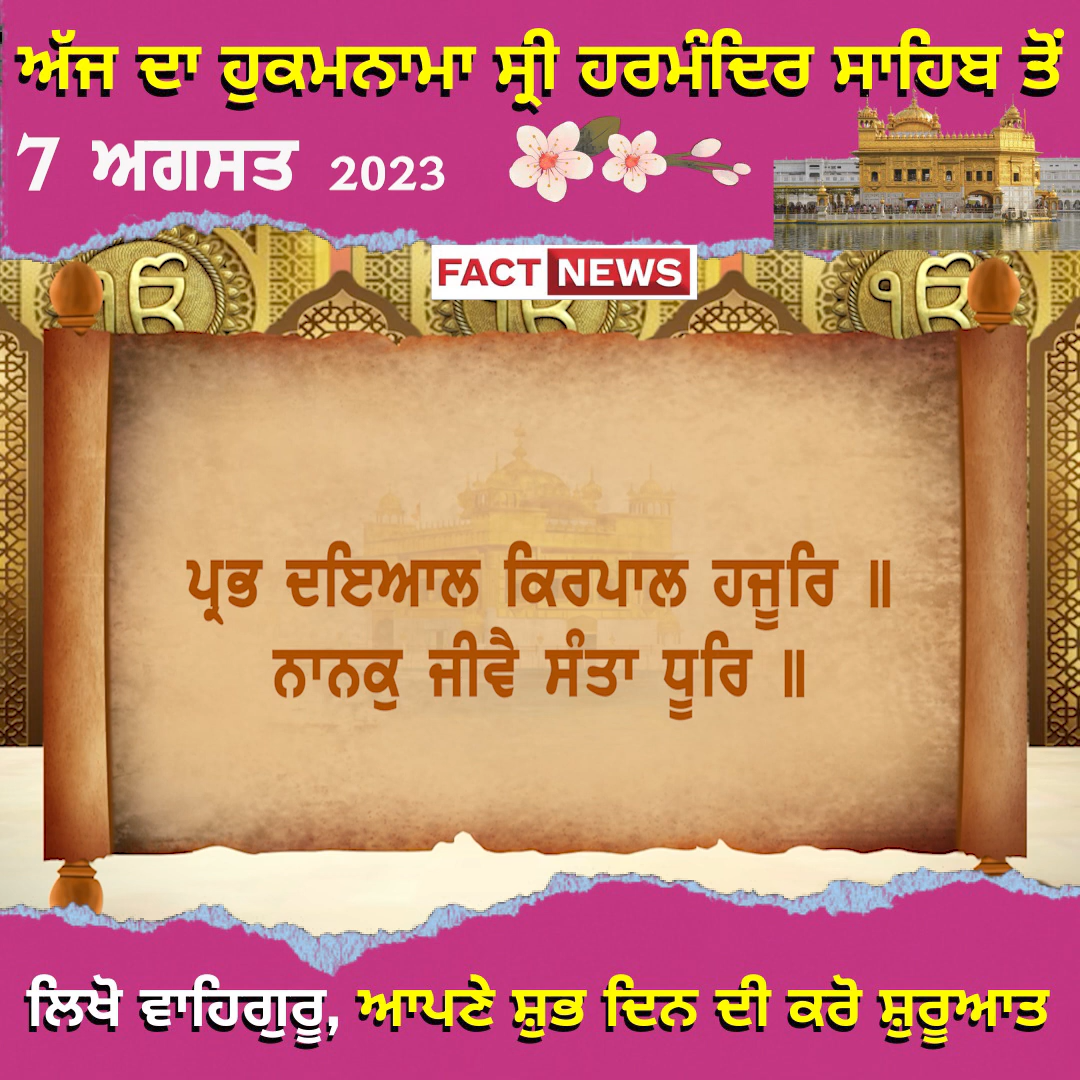 ਅੱਜ ਦਾ ਹੁਕਮਨਾਮਾ ਸ੍ਰੀ ਹਰਮੰਦਿਰ ਸਾਹਿਬ ਤੋਂ
7 ਅਗਸਤ 2023
FACT NEWS
ੴ ੴ ੴ
ਪ੍ਰਭ ਦਇਆਲ ਕਿਰਪਾਲ ਹਜੂਰਿ ॥
ਨਾਨਕੁ ਜੀਵੈ ਸੰਤਾ ਧੂਰਿ ॥
ਲਿਖੋ ਵਾਹਿਗੁਰੂ, ਆਪਣੇ ਸ਼ੁਭ ਦਿਨ ਦੀ ਕਰੋ ਸ਼ੁਰੂਆਤ